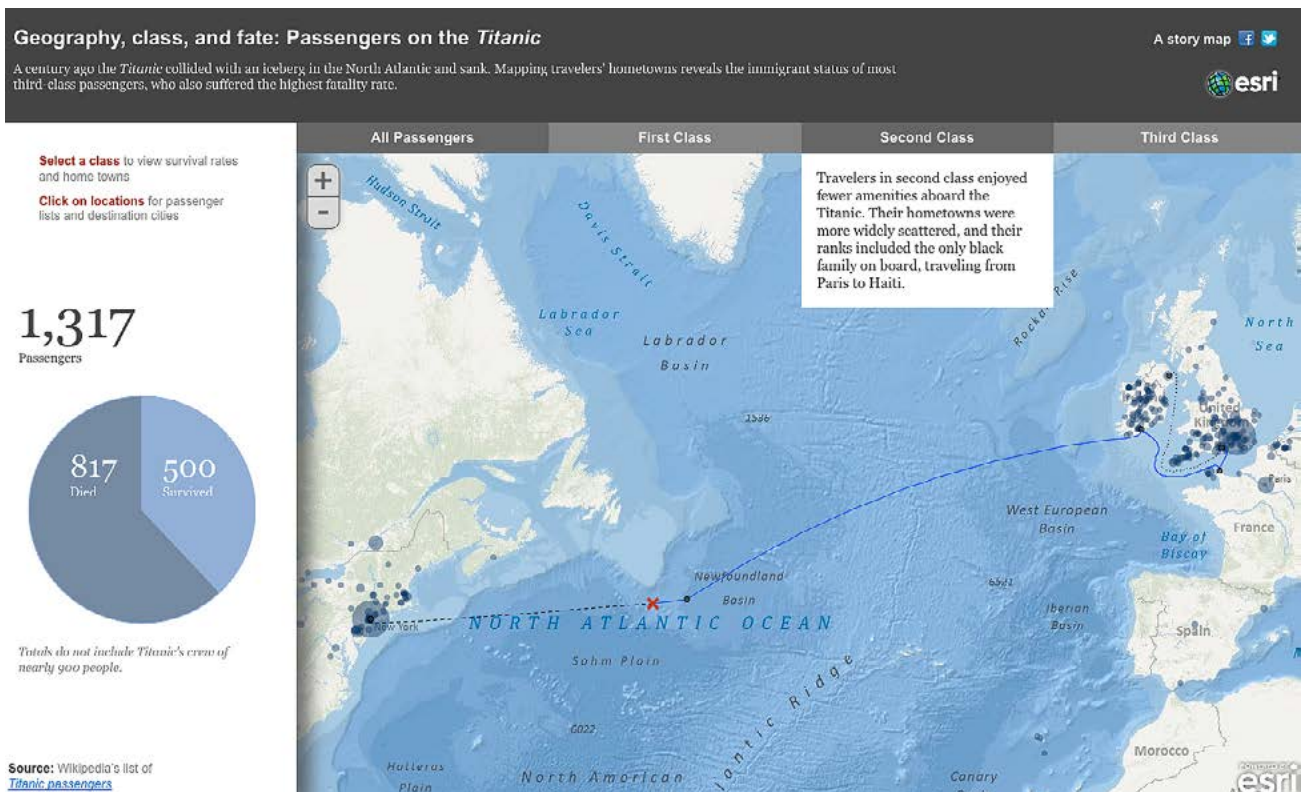 Geography, class, and fate: Passengers on the Titanic
A century ago the Titanic collided with an iceberg in the North Atlantic and sank. Mapping travelers' hometowns reveals the immigrant status of most
third-class passengers, who also suffered the highest fatality rate.
A story map
esri
All Passengers
First Class
Second Class
Third Class
Select a class to view survival rates
and home towns
Click on locations for passenger
lists and destination cities
1,317
Passengers
817
Died
500
Survived
Totals do not include Titanic's crew of
nearly 900 people.
Source: Wikipedia's list of
Titanic passengers
+
-
Travelers in second class enjoyed
fewer amenities aboard the
Titanic. Their hometowns were
more widely scattered, and their
ranks included the only black
family on board, traveling from
Paris to Haiti.
Hudson Strait
Davis Strait
Labrador
Sea
Labrador
Basin
Rise
North
Sea
United
Paris
France
West European
Basin
Bay of
Biscay
Newfoundland
Basin
Iberian
Basin
Spain
New York
NORTH ATLANTIC OCEAN
Sohm Plain
Ridge
6022
Hatteras
Plain
North American
Canary
Morocco
esri